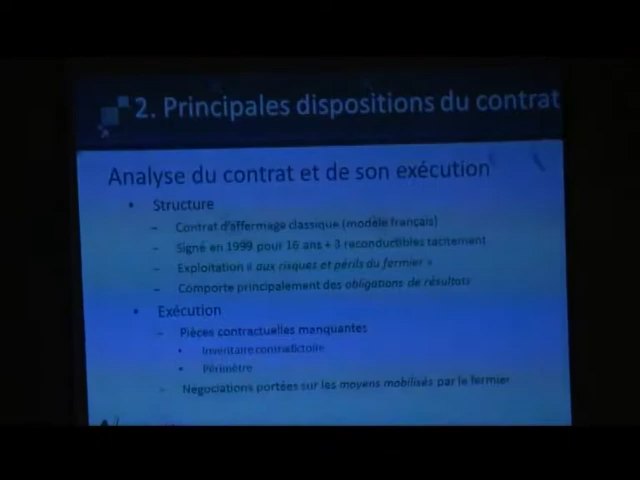 2. Principales dispositions du contrat
Analyse du contrat et de son exécution
• Structure
– Contrat d'affermage classique (modèle français)
– Signé en 1999 pour 16 ans + 3 reconductibles tacitement
– Exploitation « aux risques et périls du fermier »
– Comporte principalement des obligations de résultats
• Exécution
– Pièces contractuelles manquantes
• Inventaire contradictoire
• Périmètre
– Negociations portées sur les moyens mobilisés par le fermier